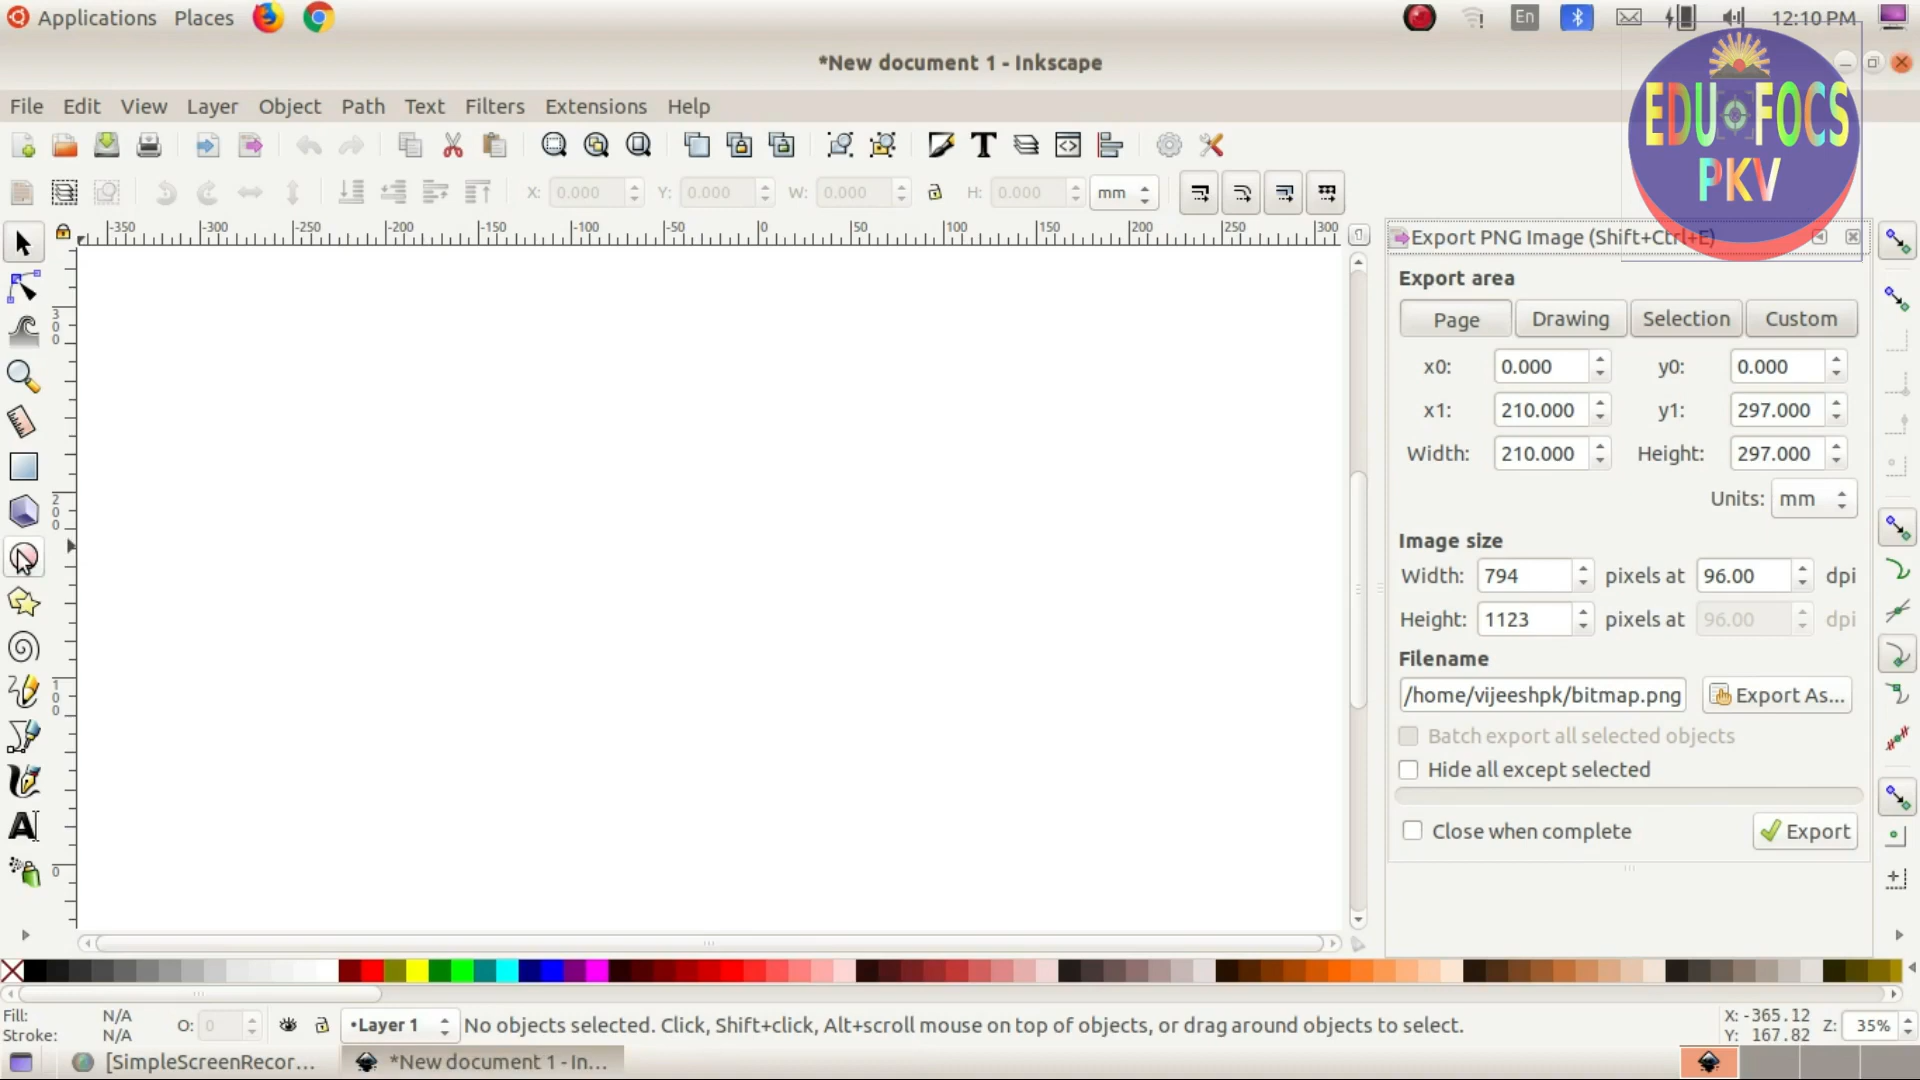 Applications Places En 12:10 PM
*New document 1 - Inkscape
EDU FOCS
PKV
File Edit View Layer Object Path Text Filters Extensions Help
X: 0.000 Y: 0.000 W: 0.000 H: 0.000 mm
-350 -300 -250 -200 -150 -100 -50 0 50 100 150 200 250 300
300
200
100
0
Export PNG Image (Shift+Ctrl+E)
Export area
Page Drawing Selection Custom
x0: 0.000 y0: 0.000
x1: 210.000 y1: 297.000
Width: 210.000 Height: 297.000
Units: mm
Image size
Width: 794 pixels at 96.00 dpi
Height: 1123 pixels at 96.00 dpi
Filename
/home/vijeeshpk/bitmap.png Export As...
Batch export all selected objects
Hide all except selected
Close when complete Export
Fill: N/A
Stroke: N/A
O: 0 •Layer 1 No objects selected. Click, Shift+click, Alt+scroll mouse on top of objects, or drag around objects to select.
X: -365.12
Y: 167.82
Z: 35%
[SimpleScreenRecor... *New document 1 - In...